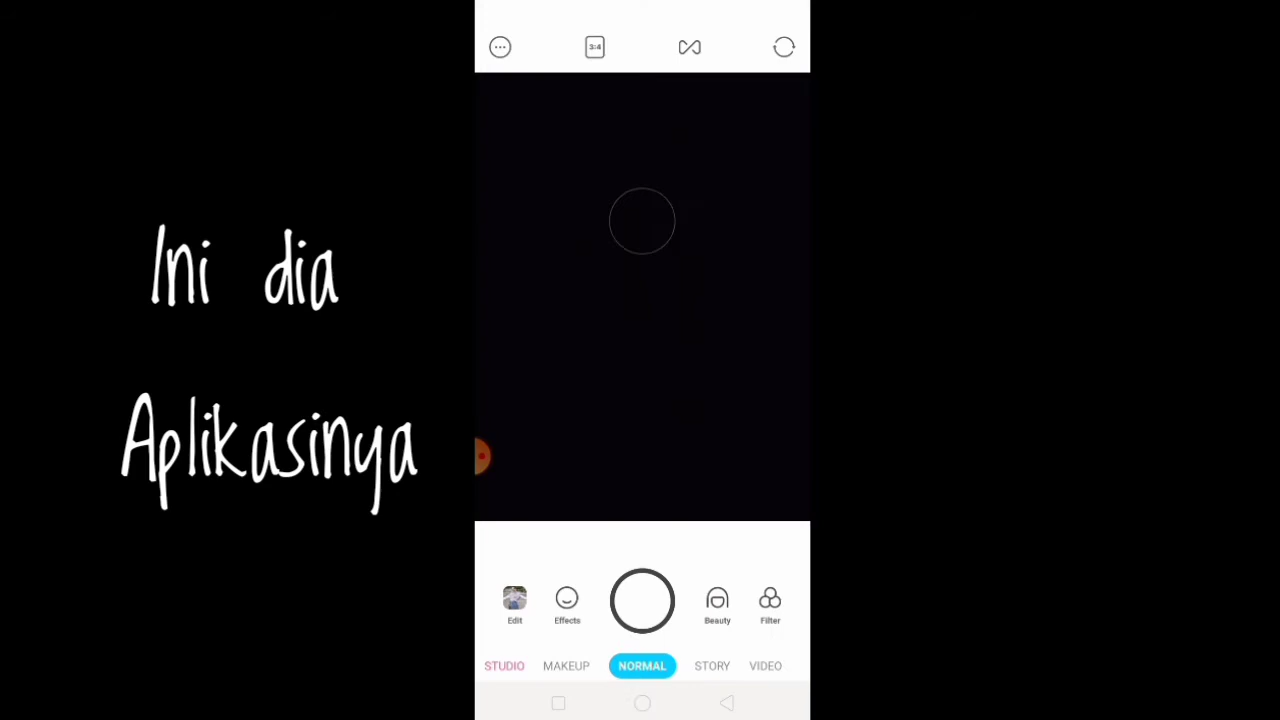 3:4
Ini dia
Aplikasinya
Edit Effects Beauty Filter
STUDIO MAKEUP NORMAL STORY VIDEO